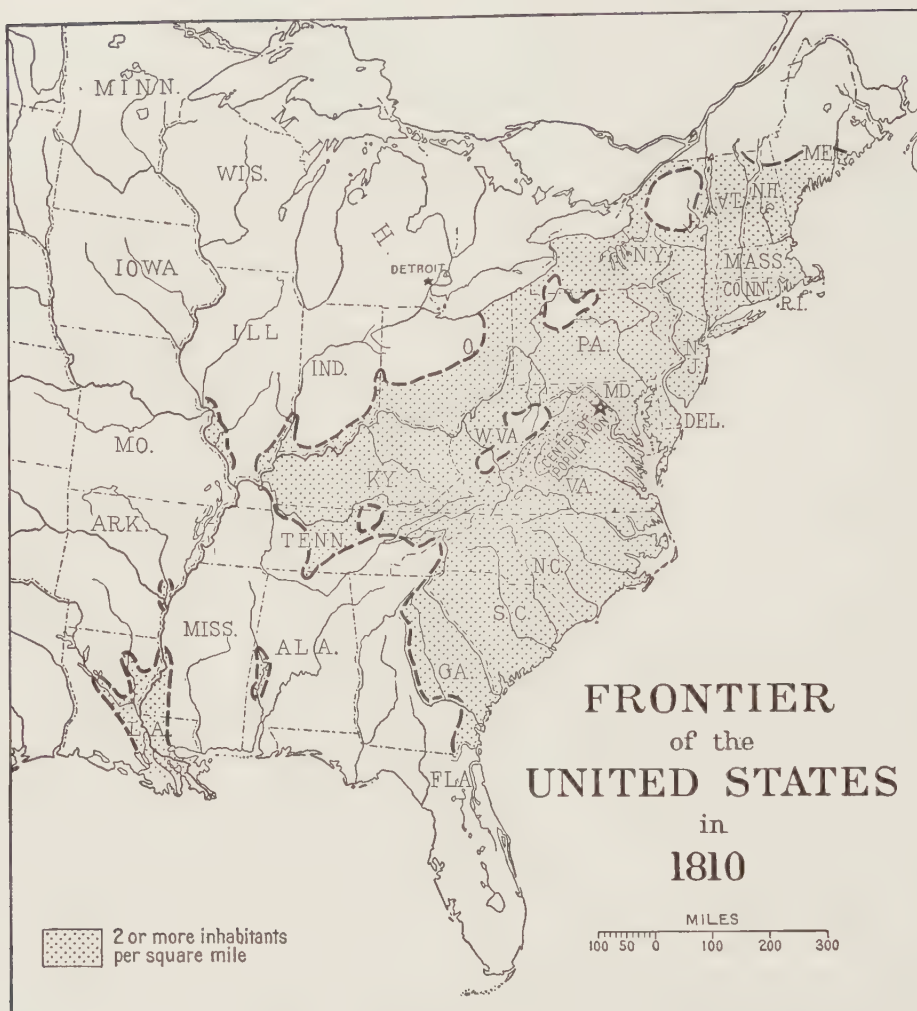 MINN.
WIS.
M
I
C
H
IOWA
DETROIT
ILL
IND.
O
MO.
KY.
ARK.
TENN
MISS.
ALA.
LA
GA.
FLA
S.C.
N.C.
VA.
W.VA
CENTER OF
POPULATION
MD.
DEL.
PA.
N.
J.
N.Y.
CONN.
R.I.
MASS
VT.
N.H.
ME.
FRONTIER
of the
UNITED STATES
in
1810
2 or more inhabitants
per square mile
MILES
100 50 0 100 200 300